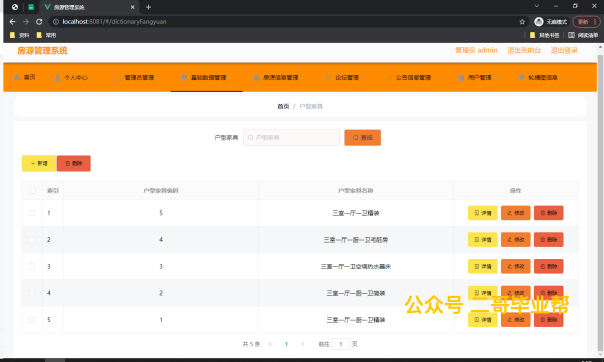 房源管理系统
localhost:8081/#/dictionaryFangyuan
无痕模式
更新
资料
常用
其他书签
阅读清单
房源管理系统
管理员 admin 退出到前台 退出登录
首页 个人中心 管理员管理 基础数据管理 房源信息管理 论坛管理 公告信息管理 用户管理 轮播图信息
首页 / 户型家具
户型家具 户型家具 查询
新增 删除
索引 户型家具编码 户型家具名称 操作
1 5 三室一厅一卫精装 详情 修改 删除
2 4 三室一厅一厨一卫毛坯房 详情 修改 删除
3 3 三室一厅一卫空调热水器床 详情 修改 删除
4 2 三室一厅一厨一卫简装 详情 修改 删除
5 1 三室一厅一厨一卫精装 详情 修改 删除
公众号 二哥毕业帮
共 5 条 1 前往 1 页